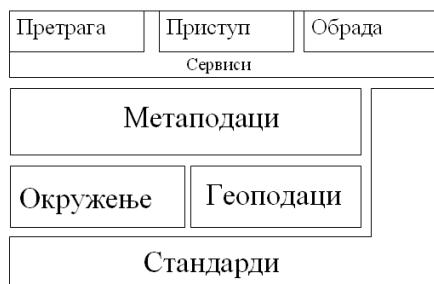 Претрага Приступ Обрада
Сервиси
Метаподаци
Окружење Геоподаци
Стандарди